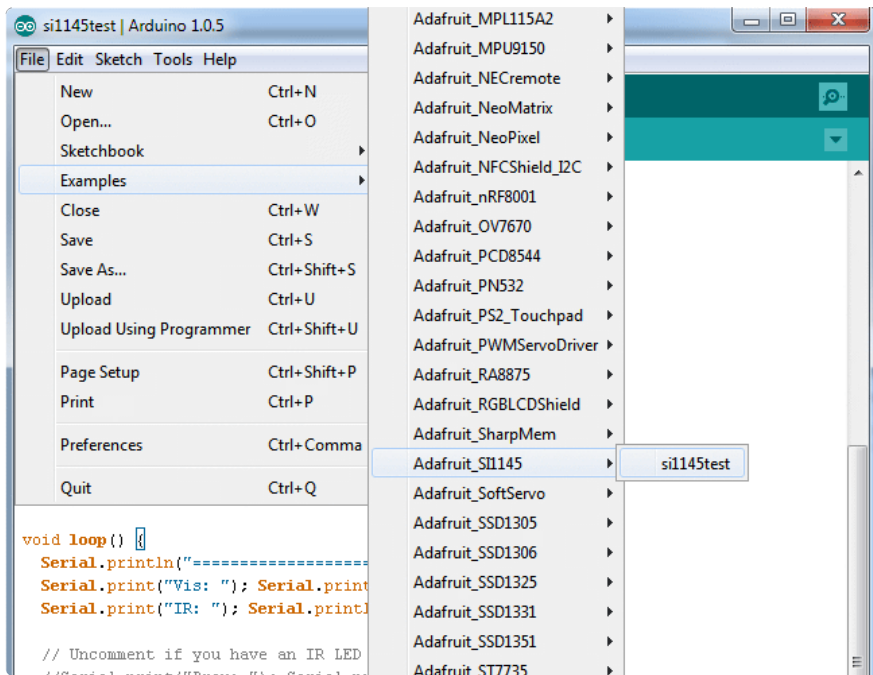 si1145test | Arduino 1.0.5
File Edit Sketch Tools Help
New Ctrl+N
Open... Ctrl+O
Sketchbook
Examples
Close Ctrl+W
Save Ctrl+S
Save As... Ctrl+Shift+S
Upload Ctrl+U
Upload Using Programmer Ctrl+Shift+U
Page Setup Ctrl+Shift+P
Print Ctrl+P
Preferences Ctrl+Comma
Quit Ctrl+Q
Adafruit_MPL115A2
Adafruit_MPU9150
Adafruit_NECremote
Adafruit_NeoMatrix
Adafruit_NeoPixel
Adafruit_NFCShield_I2C
Adafruit_nRF8001
Adafruit_OV7670
Adafruit_PCD8544
Adafruit_PN532
Adafruit_PS2_Touchpad
Adafruit_PWMServoDriver
Adafruit_RA8875
Adafruit_RGBLCDShield
Adafruit_SharpMem
Adafruit_SI1145
Adafruit_SoftServo
Adafruit_SSD1305
Adafruit_SSD1306
Adafruit_SSD1325
Adafruit_SSD1331
Adafruit_SSD1351
Adafruit_ST7735
si1145test
void loop() {
Serial.println("===================
Serial.print("Vis: "); Serial.print
Serial.print("IR: "); Serial.printl
// Uncomment if you have an IR LED